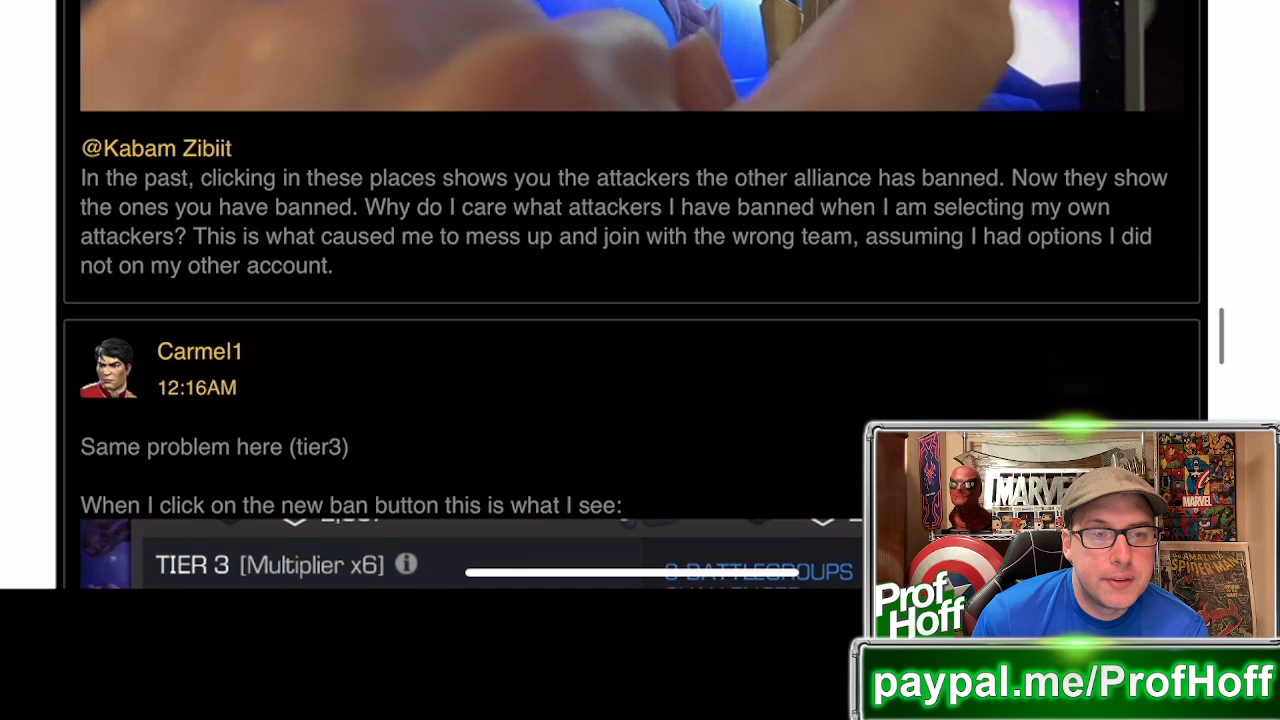 @Kabam Zibiit
In the past, clicking in these places shows you the attackers the other alliance has banned. Now they show
the ones you have banned. Why do I care what attackers I have banned when I am selecting my own
attackers? This is what caused me to mess up and join with the wrong team, assuming I had options I did
not on my other account.
Carmel1
12:16AM
Same problem here (tier3)
When I click on the new ban button this is what I see:
TIER 3 [Multiplier x6]
BATTLEGROUPS
MARVEL
MARVEL
AMAZING
SPIDER-MAN
Prof
Hoff
paypal.me/ProfHoff